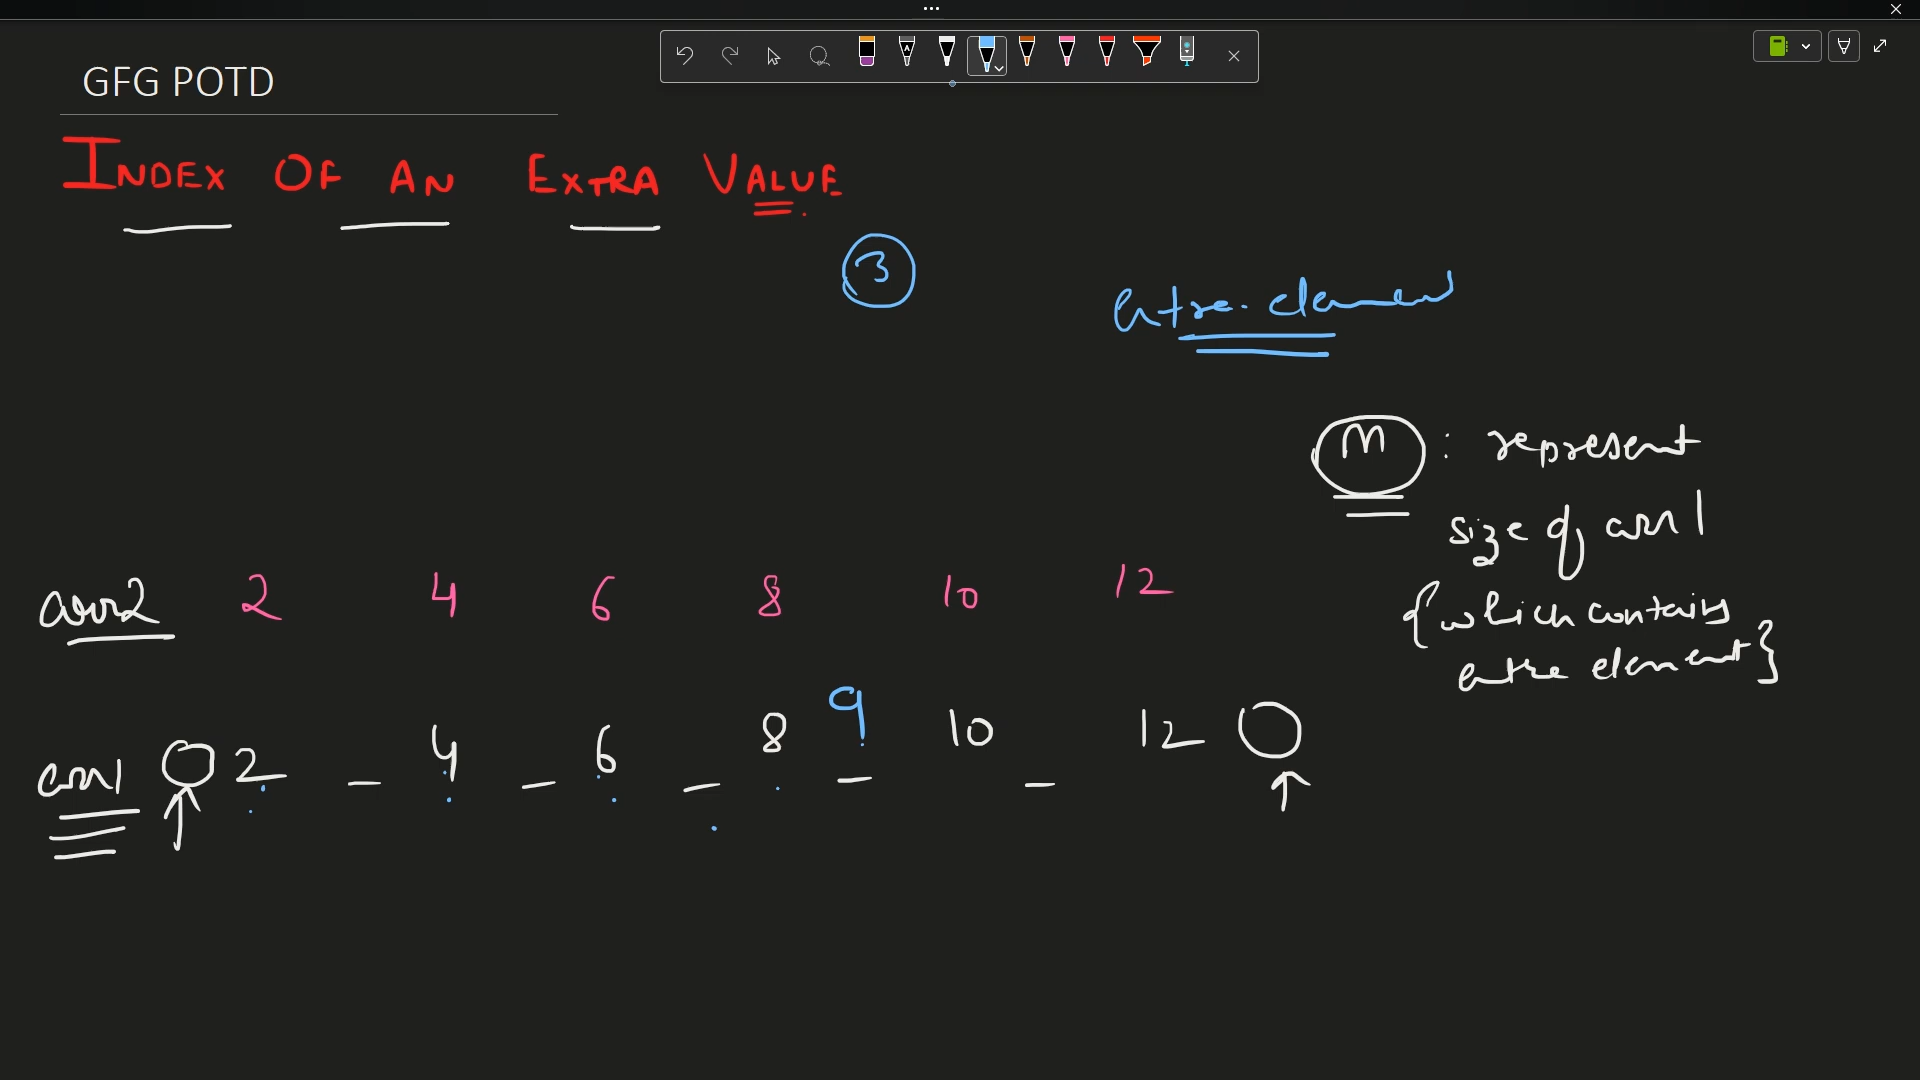 GFG POTD
INDEX OF AN EXTRA VALUE
3
extra element
n : represent
size of arr1
{which contains
extra element}
arr2 2 4 6 8 10 12
arr1 2 4 6 8 9 10 12